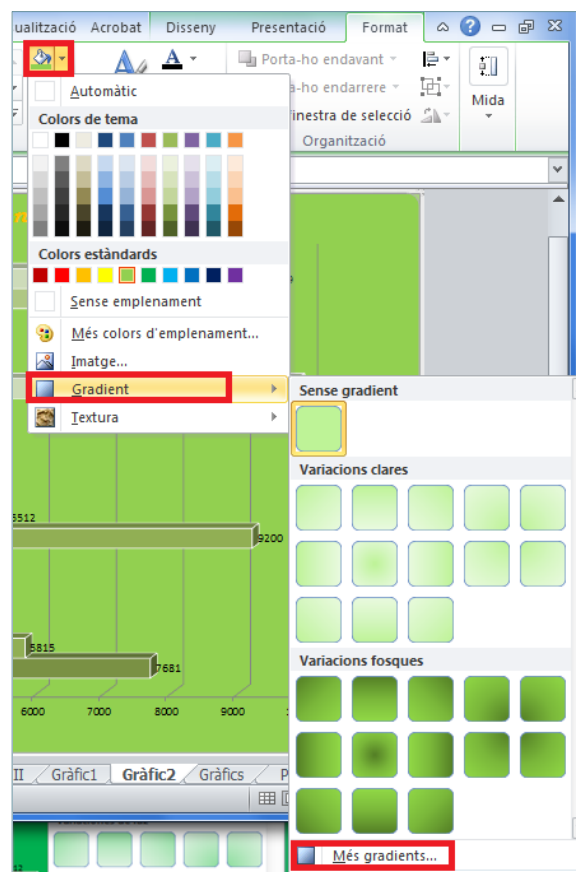 ualització Acrobat Disseny Presentació Format
Porta-ho endavant
a-ho endarrere
inestra de selecció
Mida
Organització
Automàtic
Colors de tema
Colors estàndards
Sense emplenament
Més colors d'emplenament...
Imatge...
Gradient
Textura
Sense gradient
Variacions clares
Variacions fosques
Més gradients...
5512
9200
5815
7681
6000 7000 8000 9000
II Gràfic1 Gràfic2 Gràfics P
12